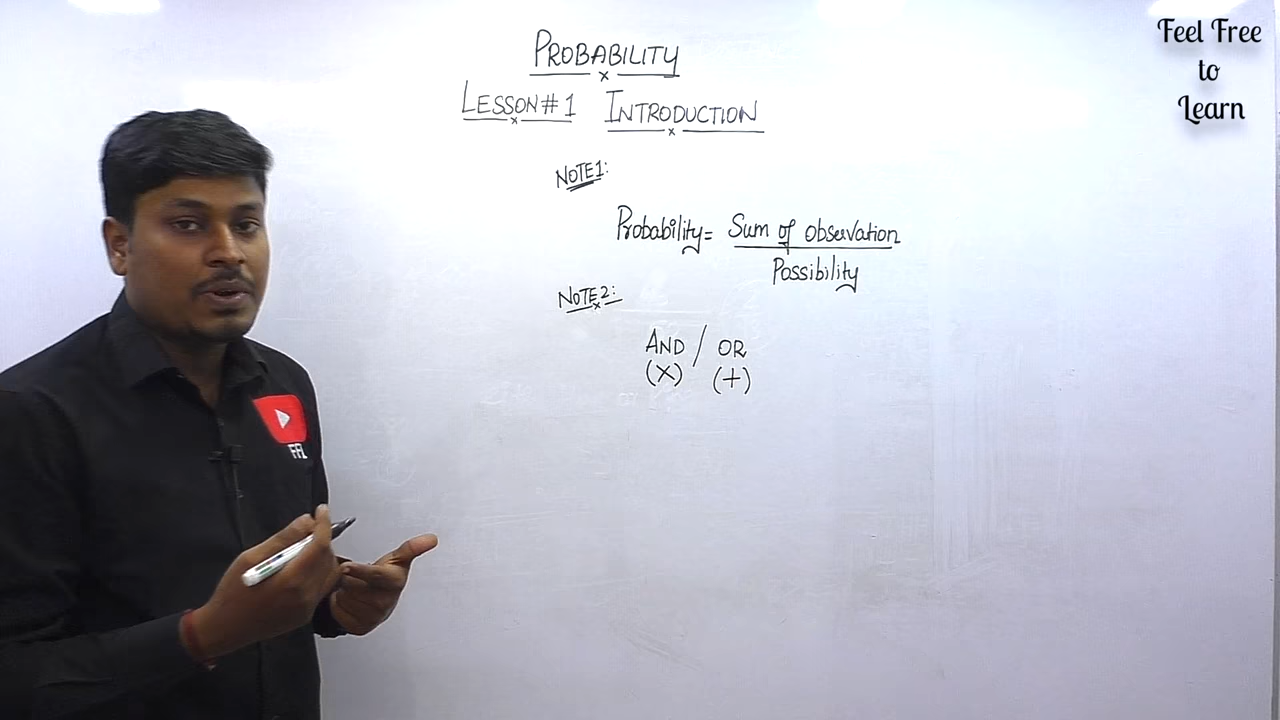 PROBABILITY
LESSON#1 INTRODUCTION
NOTE1:
Probability= Sum of observation
Possibility
NOTE2:
AND / OR
(×) (+)
Feel Free
to
Learn
FFL